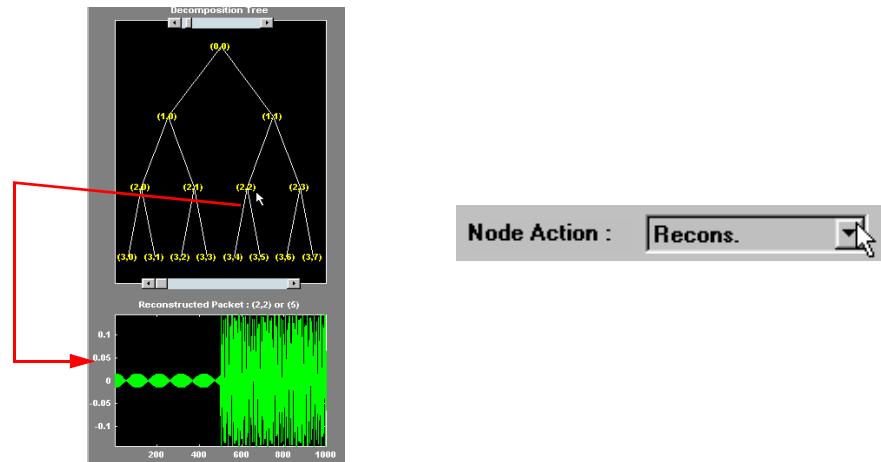 Decomposition Tree
(0,0)
(1,0) (1,1)
(2,0) (2,1) (2,2) (2,3)
(3,0) (3,1) (3,2) (3,3) (3,4) (3,5) (3,6) (3,7)
Reconstructed Packet : (2,2) or (5)
0.1
0.05
0
-0.05
-0.1
200 400 600 800 1000
Node Action : Recons.